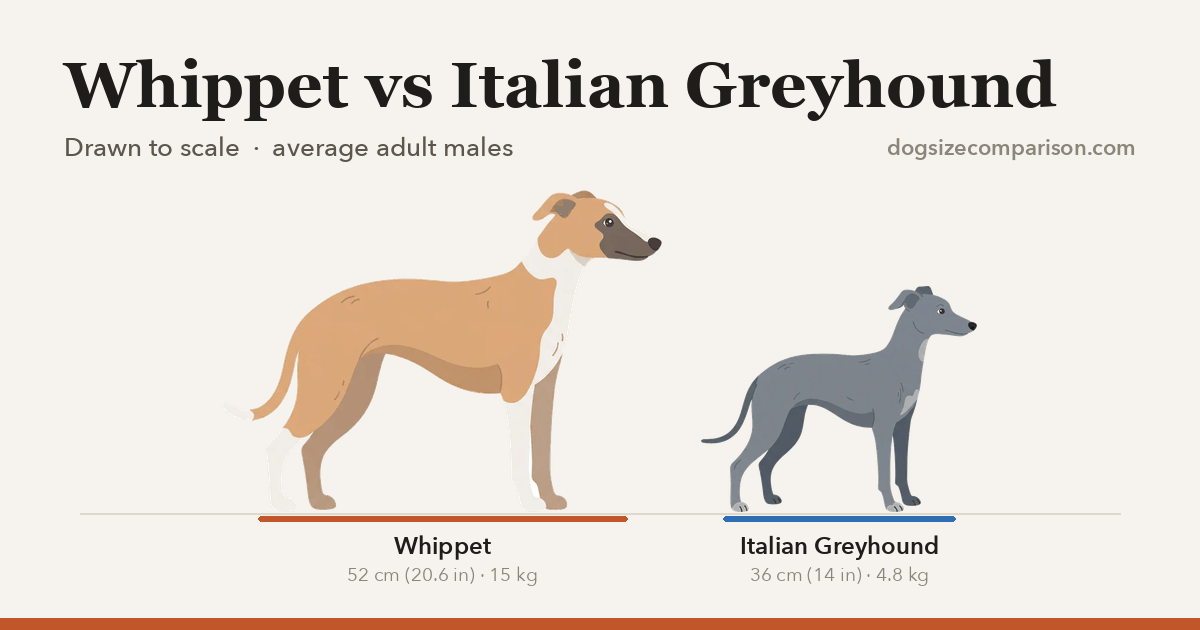 Whippet vs Italian Greyhound
Drawn to scale · average adult males
dogsizecomparison.com
Whippet
52 cm (20.6 in) · 15 kg
Italian Greyhound
36 cm (14 in) · 4.8 kg